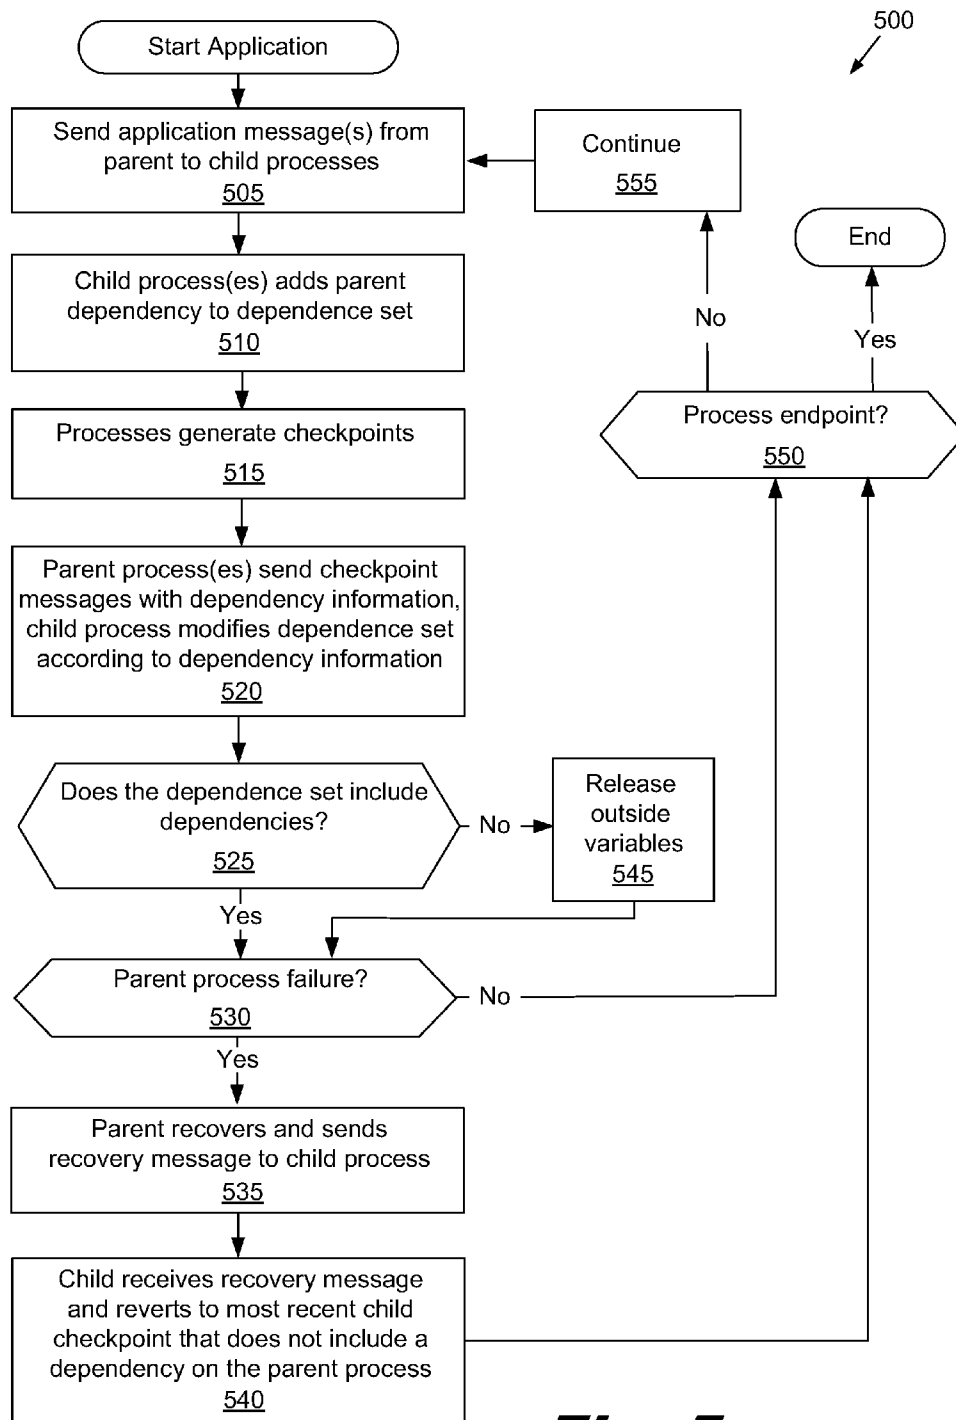 500
Start Application
Send application message(s) from
parent to child processes
505
Continue
555
End
Child process(es) adds parent
dependency to dependence set
510
No
Yes
Process endpoint?
550
Processes generate checkpoints
515
Parent process(es) send checkpoint
messages with dependency information,
child process modifies dependence set
according to dependency information
520
Does the dependence set include
dependencies?
525
No
Release
outside
variables
545
Yes
Parent process failure?
530
No
Yes
Parent recovers and sends
recovery message to child process
535
Child receives recovery message
and reverts to most recent child
checkpoint that does not include a
dependency on the parent process
540